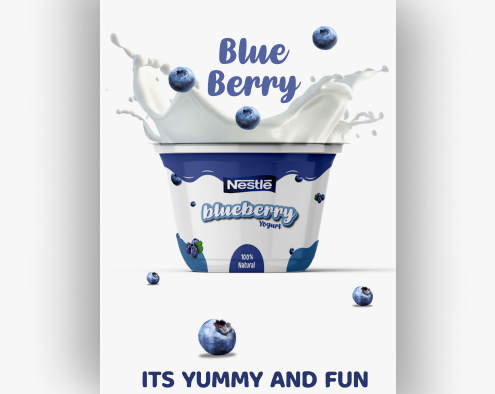 Blue
Berry
Nestlé
blueberry
Yogurt
100%
Natural
ITS YUMMY AND FUN